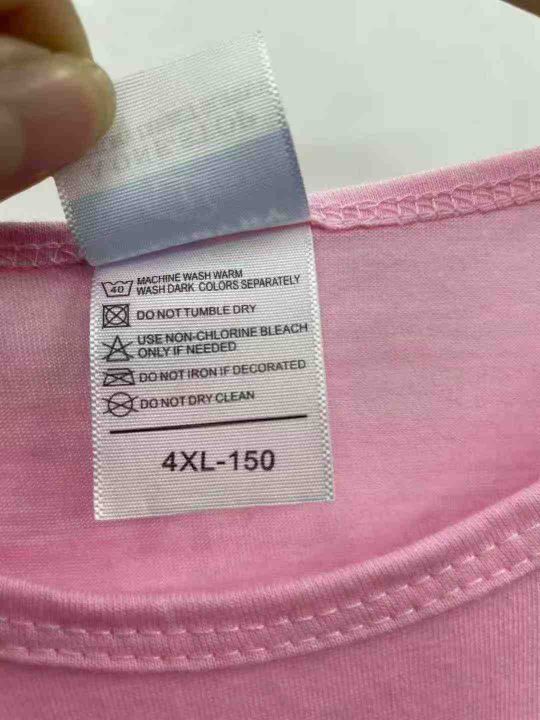 40 MACHINE WASH WARM
WASH DARK COLORS SEPARATELY
DO NOT TUMBLE DRY
USE NON-CHLORINE BLEACH
ONLY IF NEEDED
DO NOT IRON IF DECORATED
DO NOT DRY CLEAN
4XL-150